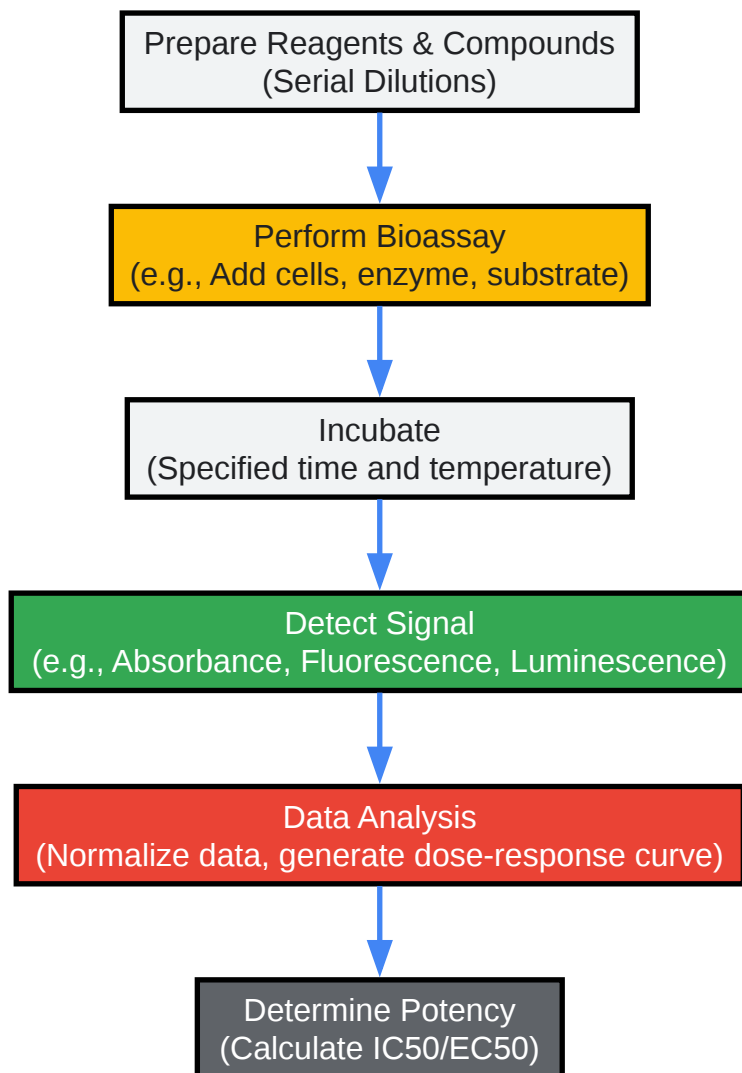 Prepare Reagents & Compounds
(Serial Dilutions)
Perform Bioassay
(e.g., Add cells, enzyme, substrate)
Incubate
(Specified time and temperature)
Detect Signal
(e.g., Absorbance, Fluorescence, Luminescence)
Data Analysis
(Normalize data, generate dose-response curve)
Determine Potency
(Calculate IC50/EC50)